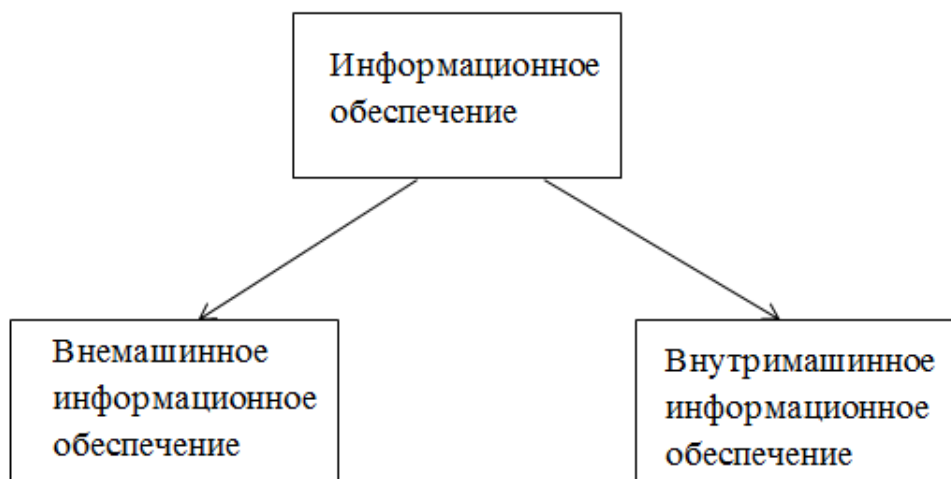 Информационное
обеспечение
Внемашинное
информационное
обеспечение
Внутримашинное
информационное
обеспечение